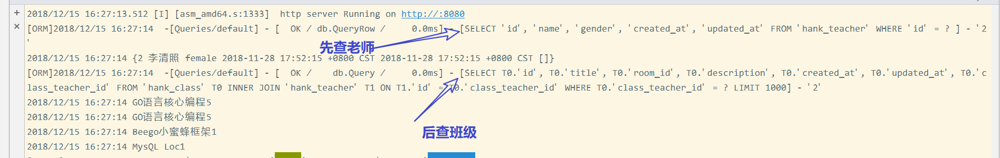 2018/12/15 16:27:13.512 [I] [asm_amd64.s:1333]  http server Running on http://:8080
[ORM]2018/12/15 16:27:14  -[Queries/default] - [  OK / db.QueryRow /     0.0ms] - [SELECT 'id', 'name', 'gender', 'created_at', 'updated_at' FROM 'hank_teacher' WHERE 'id' = ? ] - '2
'
先查老师
2018/12/15 16:27:14 {2 李清照 female 2018-11-28 17:52:15 +0800 CST 2018-11-28 17:52:15 +0800 CST []}
[ORM]2018/12/15 16:27:14  -[Queries/default] - [  OK /    db.Query /     0.0ms] - [SELECT T0.'id', T0.'title', T0.'room_id', T0.'description', T0.'created_at', T0.'updated_at', T0.'c
lass_teacher_id' FROM 'hank_class' T0 INNER JOIN 'hank_teacher' T1 ON T1.'id' = T0.'class_teacher_id' WHERE T0.'class_teacher_id' = ? LIMIT 1000] - '2'
2018/12/15 16:27:14 GO语言核心编程5
2018/12/15 16:27:14 GO语言核心编程5
2018/12/15 16:27:14 Beego小蜜蜂框架1
后查班级
2018/12/15 16:27:14 MysQL Loc1